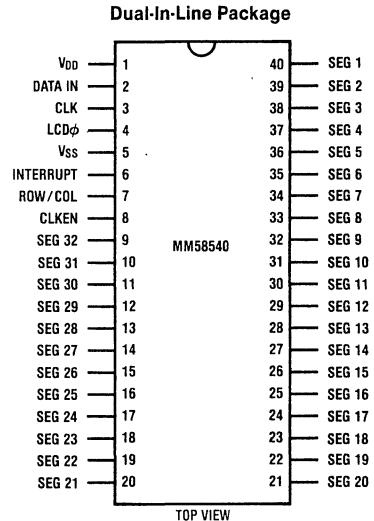 Dual-In-Line Package
VDD 1 40 SEG 1
DATA IN 2 39 SEG 2
CLK 3 38 SEG 3
LCDϕ 4 37 SEG 4
VSS 5 36 SEG 5
INTERRUPT 6 35 SEG 6
ROW/COL 7 34 SEG 7
CLKEN 8 33 SEG 8
SEG 32 9 32 SEG 9
MM58540
SEG 31 10 31 SEG 10
SEG 30 11 30 SEG 11
SEG 29 12 29 SEG 12
SEG 28 13 28 SEG 13
SEG 27 14 27 SEG 14
SEG 26 15 26 SEG 15
SEG 25 16 25 SEG 16
SEG 24 17 24 SEG 17
SEG 23 18 23 SEG 18
SEG 22 19 22 SEG 19
SEG 21 20 21 SEG 20
TOP VIEW